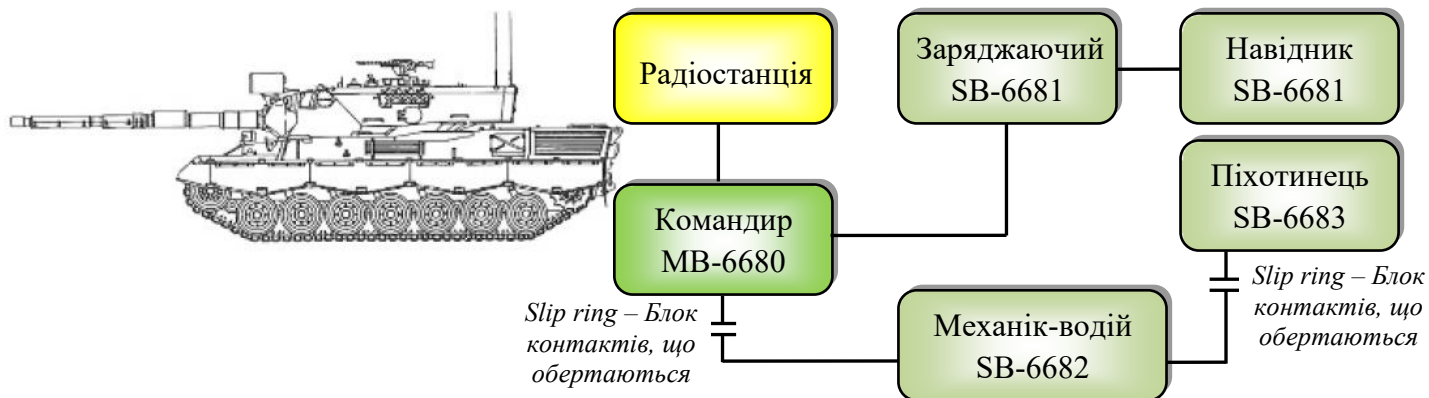 Радіостанція
Заряджаючий
SB-6681
Навідник
SB-6681
Піхотинець
SB-6683
Командир
MB-6680
Slip ring – Блок
контактів, що
обертаються
Механік-водій
SB-6682
Slip ring – Блок
контактів, що
обертаються